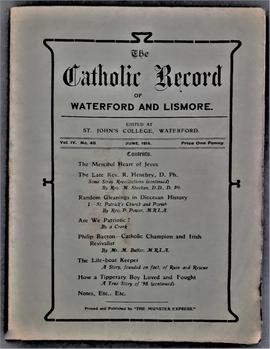 The
Catholic Record
OF
WATERFORD AND LISMORE.
EDITED AT
ST. JOHN'S COLLEGE, WATERFORD.
Vol. IV. No. JUNE, 1916. Price One Penny
Contents.
The Merciful Heart of Jesus
The Late Rev. R. Henebry, D. Ph.
Some Stray Recollections (continued)
By Rev. M. Sheehan, D.D., D. Ph.
Random Gleanings in Diocesan History
1—St. Patrick's Church and Parish
By Rev. P. Power, M.R.I.A.
Are We Patriotic?
By a Crank
Philip Barron—Catholic Champion and Irish
Revivalist
By Mr. M. Butler, M.R.I.A.
The Life-boat Keeper
A Story, founded on fact, of Ruin and Rescue
How a Tipperary Boy Loved and Fought
A True Story of '98 (continued)
Notes, Etc., Etc.
Printed and Published by "THE MUNSTER EXPRESS."